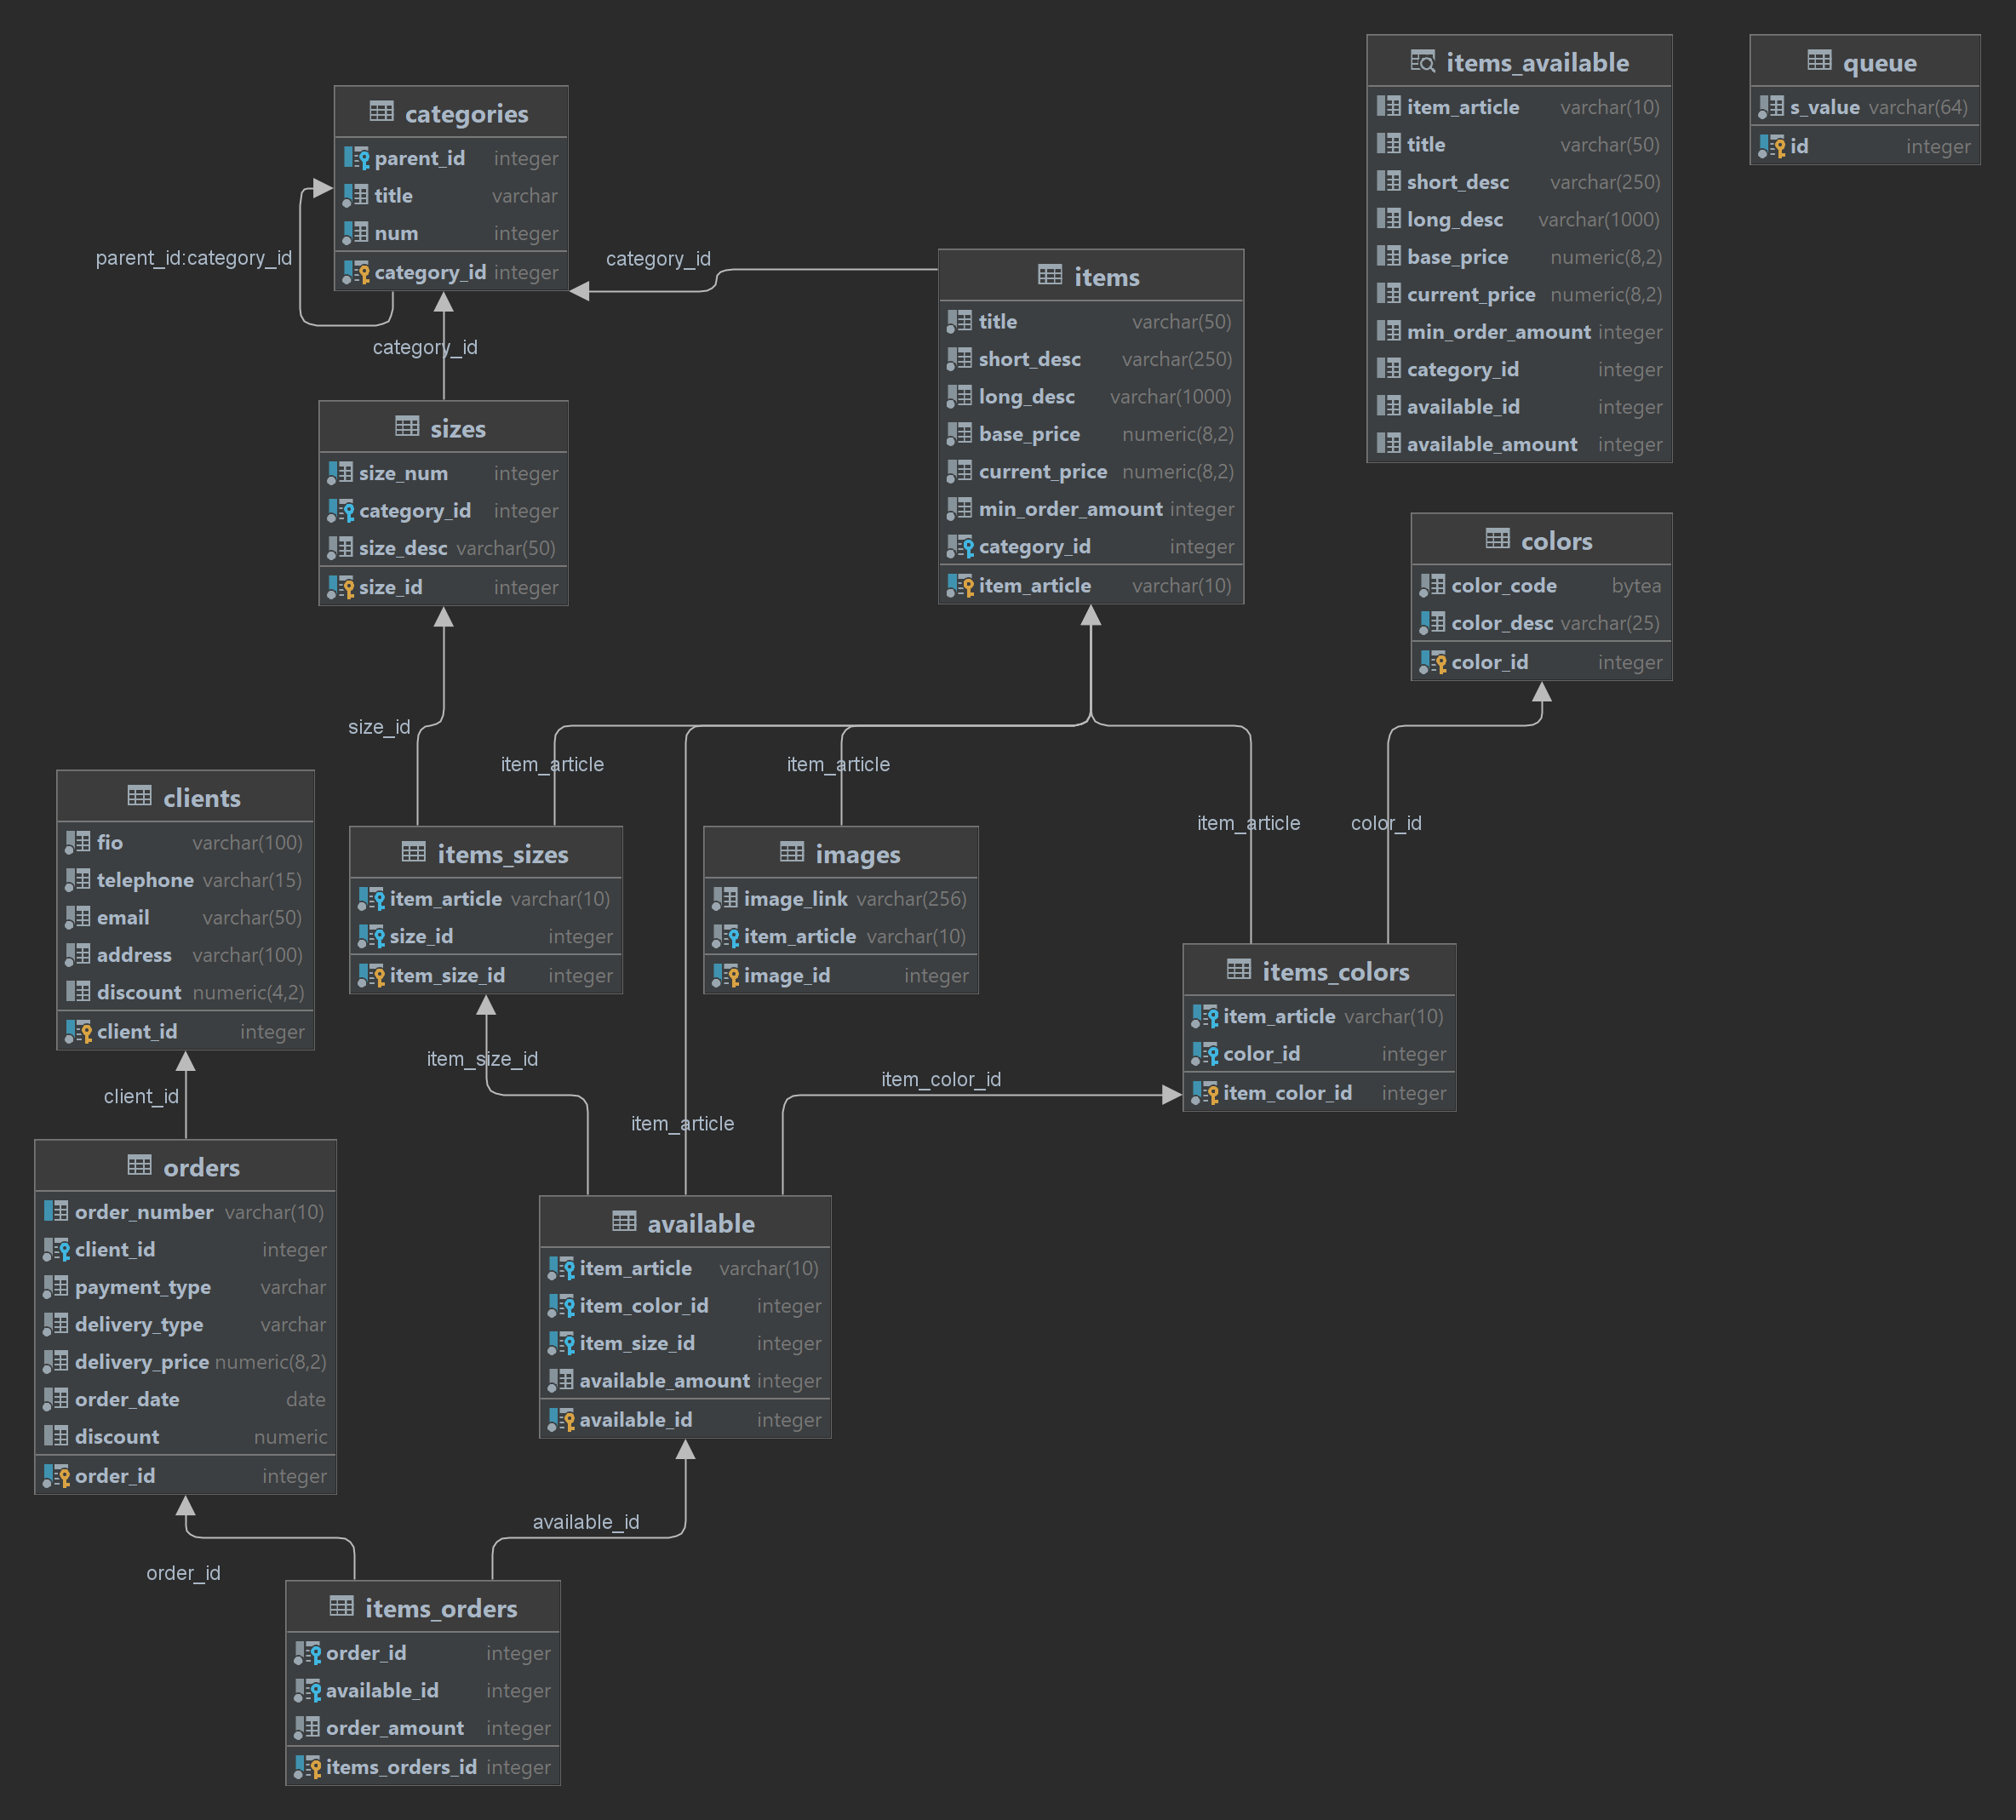 categories
parent_id integer
title varchar
num integer
category_id integer
parent_id:category_id
category_id
category_id
items_available
item_article varchar(10)
title varchar(50)
short_desc varchar(250)
long_desc varchar(1000)
base_price numeric(8,2)
current_price numeric(8,2)
min_order_amount integer
category_id integer
available_id integer
available_amount integer
queue
s_value varchar(64)
id integer
items
title varchar(50)
short_desc varchar(250)
long_desc varchar(1000)
base_price numeric(8,2)
current_price numeric(8,2)
min_order_amount integer
category_id integer
item_article varchar(10)
sizes
size_num integer
category_id integer
size_desc varchar(50)
size_id integer
colors
color_code bytea
color_desc varchar(25)
color_id integer
size_id
item_article
item_article
item_article
color_id
clients
fio varchar(100)
telephone varchar(15)
email varchar(50)
address varchar(100)
discount numeric(4,2)
client_id integer
items_sizes
item_article varchar(10)
size_id integer
item_size_id integer
images
image_link varchar(256)
item_article varchar(10)
image_id integer
items_colors
item_article varchar(10)
color_id integer
item_color_id integer
client_id
item_size_id
item_article
item_color_id
orders
order_number varchar(10)
client_id integer
payment_type varchar
delivery_type varchar
delivery_price numeric(8,2)
order_date date
discount numeric
order_id integer
available
item_article varchar(10)
item_color_id integer
item_size_id integer
available_amount integer
available_id integer
order_id
available_id
items_orders
order_id integer
available_id integer
order_amount integer
items_orders_id integer